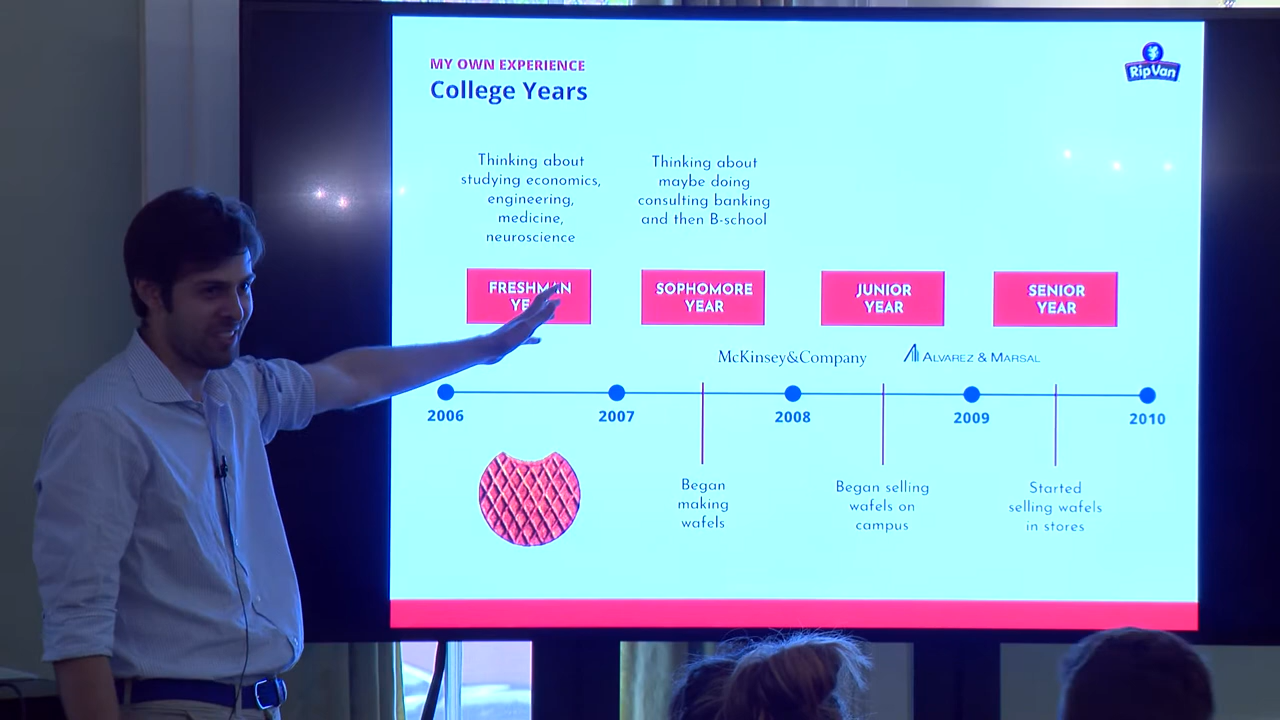 MY OWN EXPERIENCE
College Years
Rip Van
Thinking about
studying economics,
engineering,
medicine,
neuroscience
Thinking about
maybe doing
consulting banking
and then B-school
FRESHMAN
YEAR
SOPHOMORE
YEAR
JUNIOR
YEAR
SENIOR
YEAR
McKinsey&Company
ALVAREZ & MARSAL
2006
2007
2008
2009
2010
Began
making
wafels
Began selling
wafels on
campus
Started
selling wafels
in stores